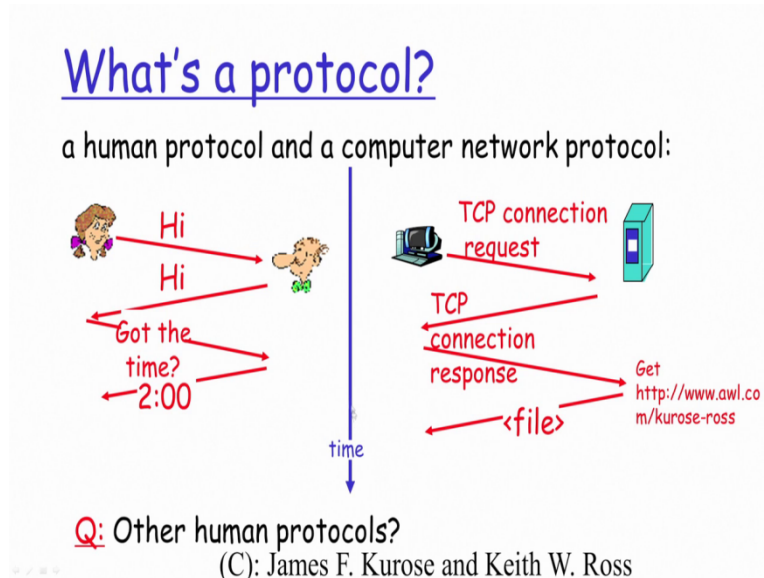 What's a protocol?
a human protocol and a computer network protocol:
Hi
Hi
Got the
time?
2:00
TCP connection
request
TCP
connection
response
Get
http://www.awl.co
m/kurose-ross
<file>
time
Q: Other human protocols?
(C): James F. Kurose and Keith W. Ross